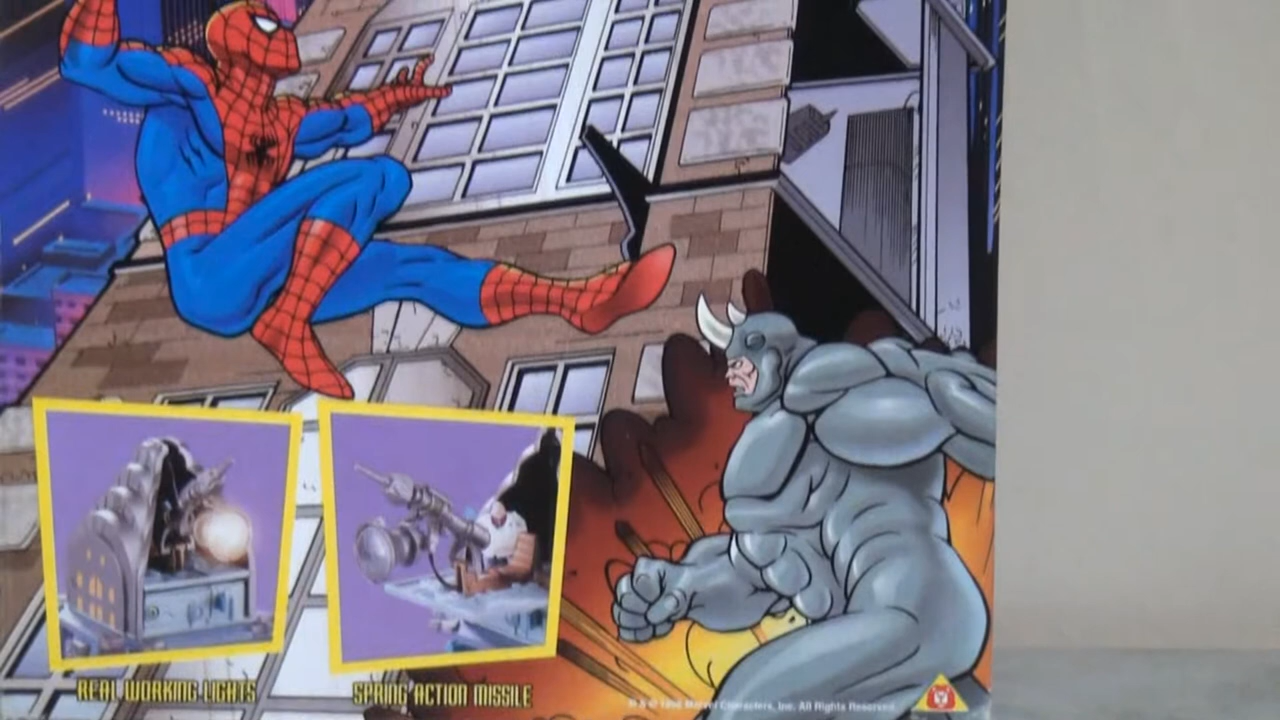 REAL WORKING LIGHTS
SPRING ACTION MISSILE
Marvel Characters, Inc. All Rights Reserved.